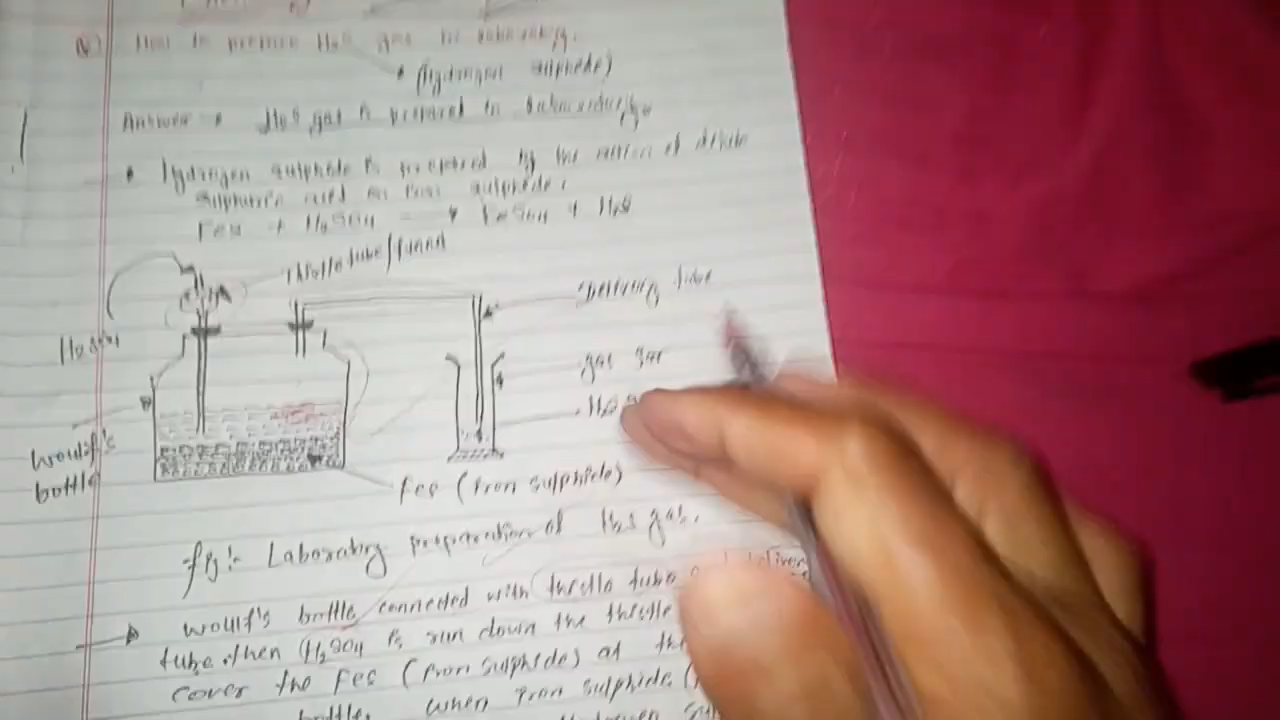 Q) How to prepare H₂S gas in laboratory.
(Hydrogen sulphide)
Answer H₂S gas is prepared in laboratory
Hydrogen sulphide is prepared by the action of dilute
sulphuric acid on iron sulphide.
FeS + H₂SO₄ → FeSO₄ + H₂S
Thistle tube/funnel
H₂SO₄
Delivery tube
gas jar
woulf's
bottle
FeS (Iron sulphide)
fig:- Laboratory preparation of H₂S gas.
woulf's bottle connected with thistle tube
tube. then H₂SO₄ is run down the thistle
cover the FeS (Iron sulphide) at the
bottle. when Iron sulphide